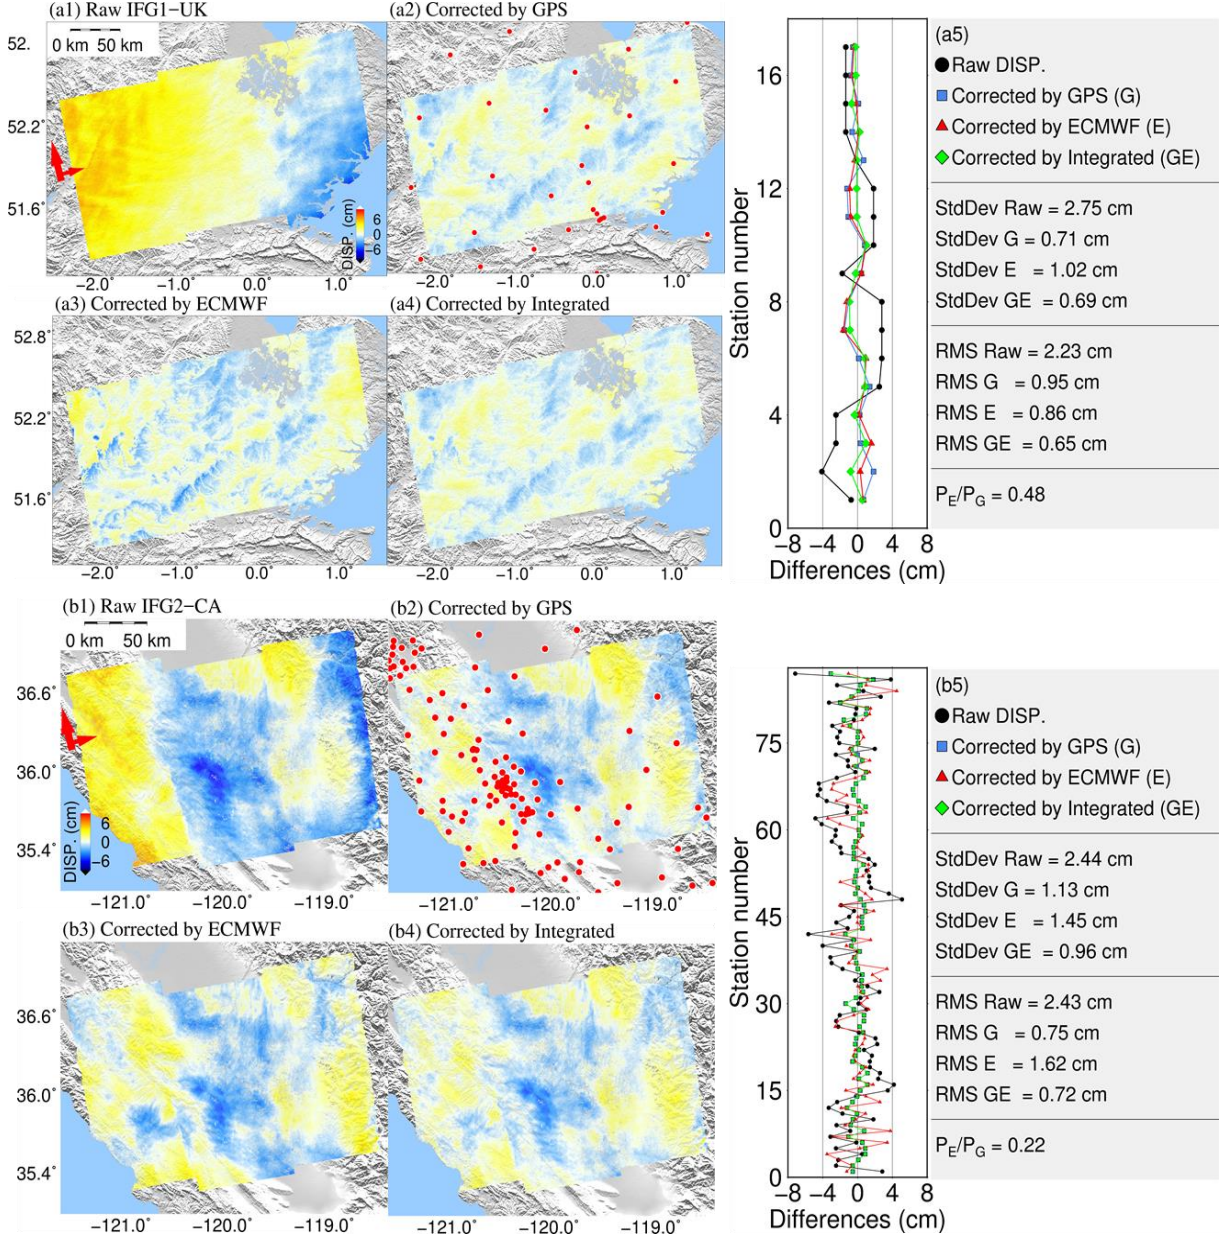 (a1) Raw IFG1−UK
(a2) Corrected by GPS
0 km 50 km
52.
52.2°
51.6°
DISP. (cm)
6
0
−6
−2.0° −1.0° 0.0° 1.0°
−2.0° −1.0° 0.0° 1.0°
(a3) Corrected by ECMWF
(a4) Corrected by Integrated
52.8°
52.2°
51.6°
−2.0° −1.0° 0.0° 1.0°
−2.0° −1.0° 0.0° 1.0°
Station number
16
12
8
4
0
−8 −4 0 4 8
Differences (cm)
(a5)
Raw DISP.
Corrected by GPS (G)
Corrected by ECMWF (E)
Corrected by Integrated (GE)
StdDev Raw = 2.75 cm
StdDev G = 0.71 cm
StdDev E = 1.02 cm
StdDev GE = 0.69 cm
RMS Raw = 2.23 cm
RMS G = 0.95 cm
RMS E = 0.86 cm
RMS GE = 0.65 cm
PE/PG = 0.48
(b1) Raw IFG2−CA
(b2) Corrected by GPS
0 km 50 km
36.6°
36.0°
35.4°
DISP. (cm)
6
0
−6
−121.0° −120.0° −119.0°
−121.0° −120.0° −119.0°
(b3) Corrected by ECMWF
(b4) Corrected by Integrated
36.6°
36.0°
35.4°
−121.0° −120.0° −119.0°
−121.0° −120.0° −119.0°
Station number
75
60
45
30
15
0
−8 −4 0 4 8
Differences (cm)
(b5)
Raw DISP.
Corrected by GPS (G)
Corrected by ECMWF (E)
Corrected by Integrated (GE)
StdDev Raw = 2.44 cm
StdDev G = 1.13 cm
StdDev E = 1.45 cm
StdDev GE = 0.96 cm
RMS Raw = 2.43 cm
RMS G = 0.75 cm
RMS E = 1.62 cm
RMS GE = 0.72 cm
PE/PG = 0.22